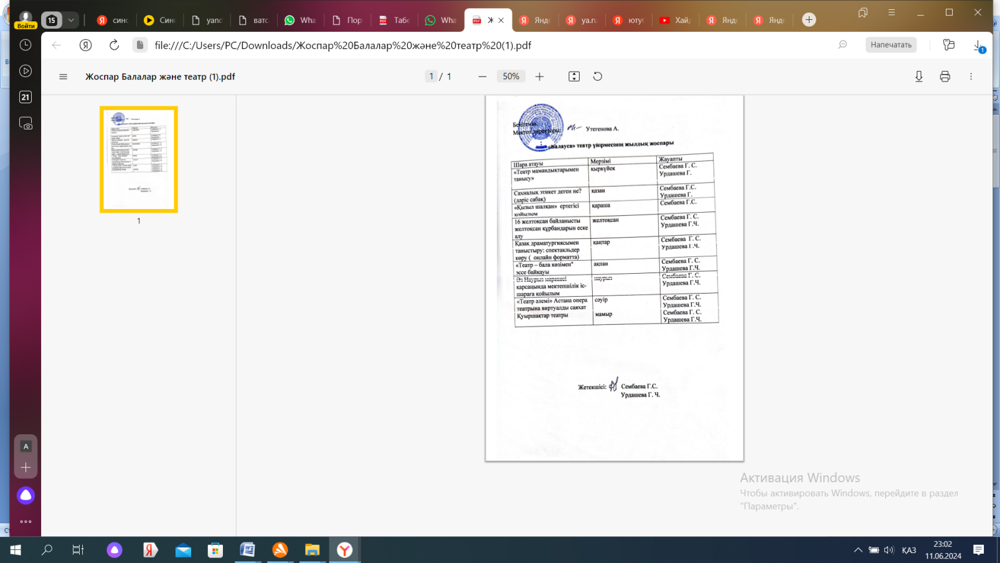 15
синс
Син
yand
ватс
Wha
Пор
Табе
Wha
Ж
Янде
ya.ru
ютуб
Хай
Янде
Янде
Войти
file:///C:/Users/PC/Downloads/Жоспар%20Балалар%20және%20театр%20(1).pdf
Напечатать
1
Жоспар Балалар және театр (1).pdf
1 / 1
50%
21
1
Бекітемін:
Мектеп директоры:
Утегенова А.
«Балауса» театр үйірмесінің жылдық жоспары
Шара атауы Мерзімі Жауапты
«Театр мамандықтарымен қыркүйек Сембаева Г. С.
танысу» Урдашева Г.
Сахналық этикет деген не? қазан Сембаева Г.С.
(дәріс сабақ) Урдашева Г.
«Қызыл шалқан» ертегісі қараша Сембаева Г.С.
қойылым
16 желтоқсан байланысты желтоқсан Сембаева Г. С.
желтоқсан құрбандарын еске Урдашева Г.Ч.
алу
Қазақ драматургиясымен қаңтар Сембаева Г. С.
таныстыру: спектакльдер Урдашева Г.Ч.
көру ( онлайн форматта)
«Театр – бала көзімен" ақпан Сембаева Г. С.
эссе байқауы Урдашева Г.Ч.
Әз Наурыз мерекесі наурыз Сембаева Г. С.
қарсаңында мектепшілік іс- Урдашева Г.Ч.
шараға қойылым
«Театр әлемі» Астана опера сәуір Сембаева Г. С.
театрына виртуалды саяхат Урдашева Г.Ч.
Қуыршақтар театры мамыр Сембаева Г. С.
Урдашева Г.Ч.
Жетекшісі: Сембаева Г.С.
Урдашева Г. Ч.
A
Активация Windows
Чтобы активировать Windows, перейдите в раздел
"Параметры".
ҚАЗ
23:02
11.06.2024